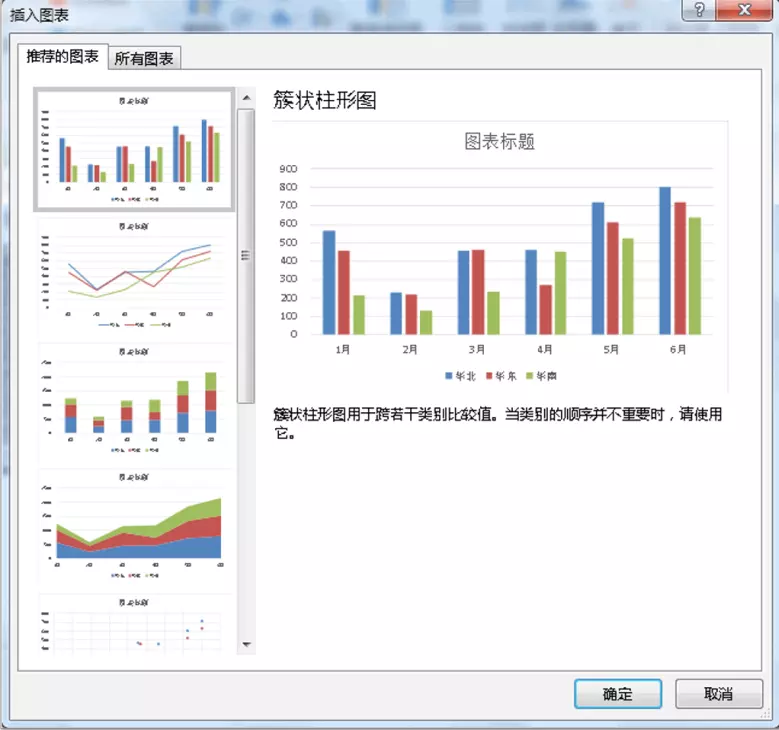 插入图表
推荐的图表 所有图表
簇状柱形图
图表标题
900
800
700
600
500
400
300
200
100
0
1月 2月 3月 4月 5月 6月
华北 华东 华南
簇状柱形图用于跨若干类别比较值。当类别的顺序并不重要时，请使用
它。
确定 取消